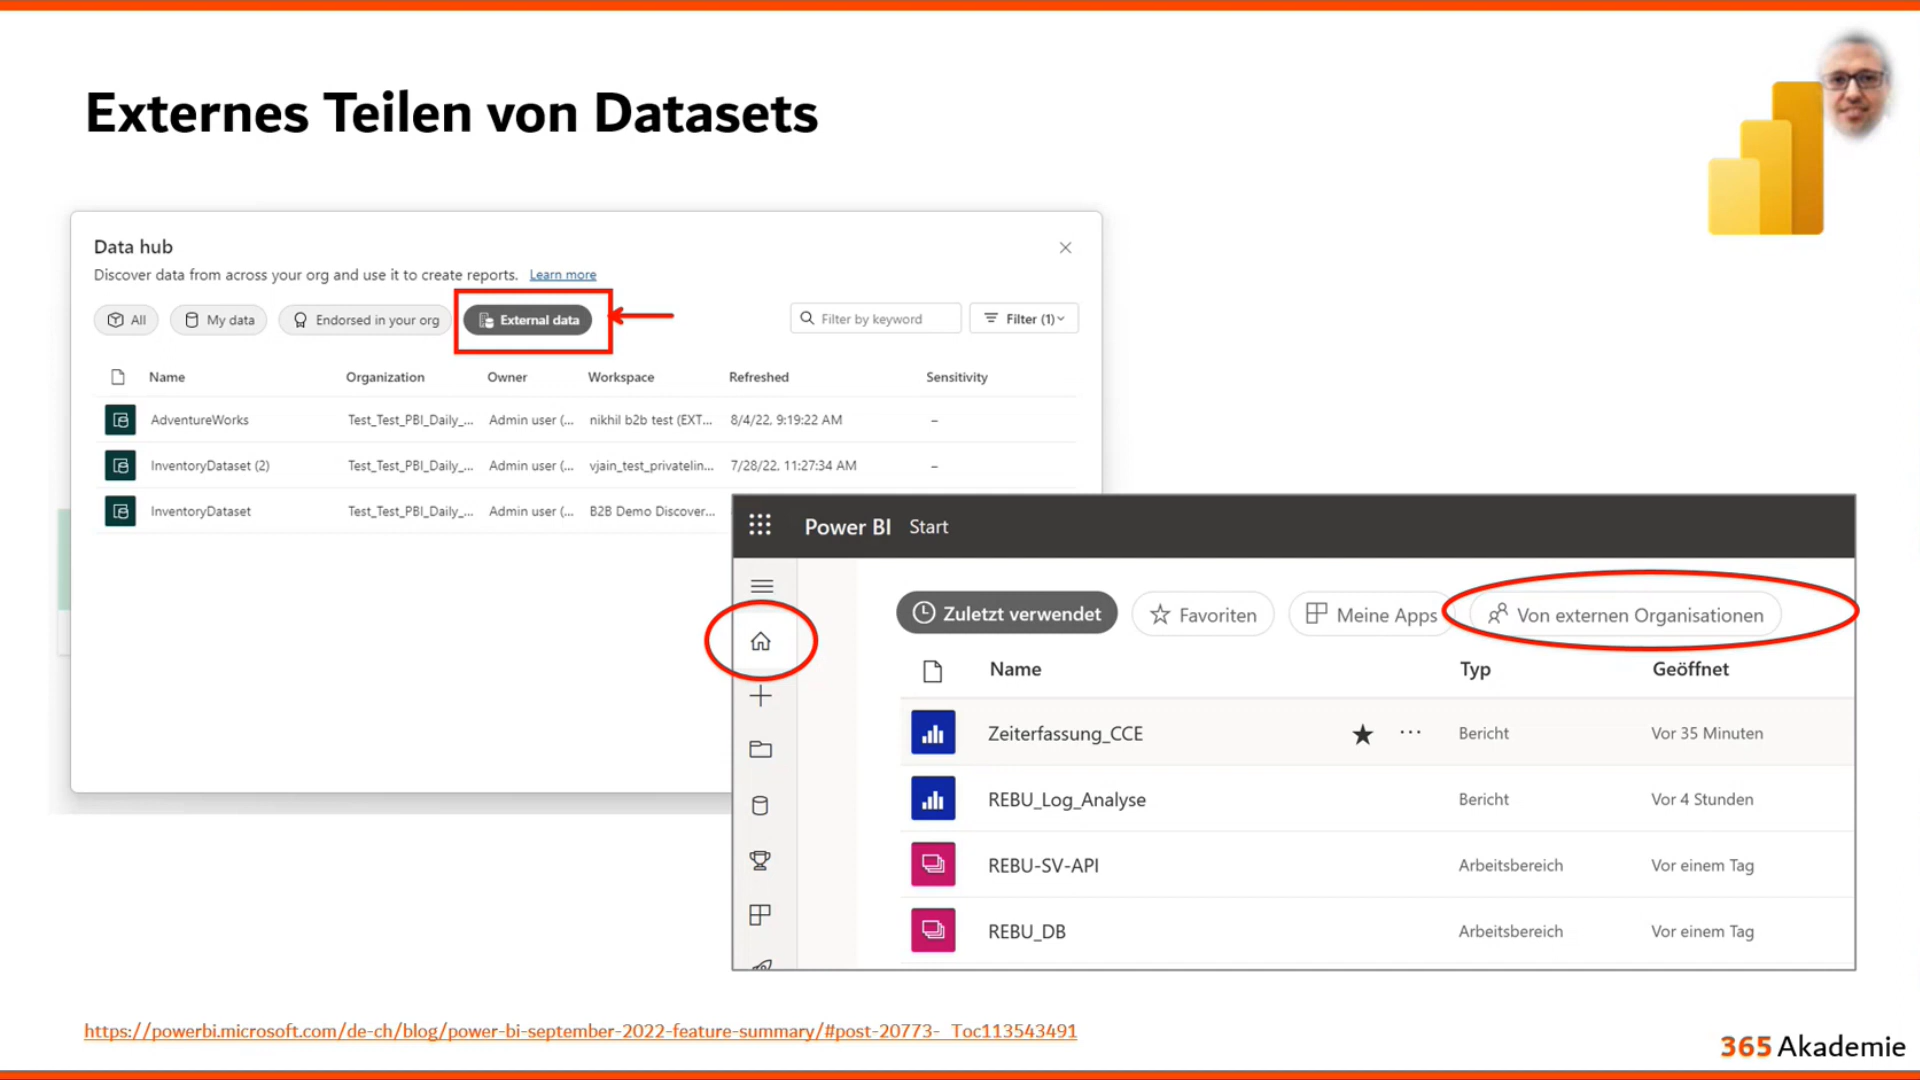 Externes Teilen von Datasets
Data hub
Discover data from across your org and use it to create reports. Learn more
All My data Endorsed in your org External data Filter by keyword Filter (1)
Name Organization Owner Workspace Refreshed Sensitivity
AdventureWorks Test_Test_PBI_Daily_... Admin user (... nikhil b2b test (EXT... 8/4/22, 9:19:22 AM –
InventoryDataset (2) Test_Test_PBI_Daily_... Admin user (... vjain_test_privatelin... 7/28/22, 11:27:34 AM –
InventoryDataset Test_Test_PBI_Daily_... Admin user (... B2B Demo Discover...
Power BI Start
Zuletzt verwendet Favoriten Meine Apps Von externen Organisationen
Name Typ Geöffnet
Zeiterfassung_CCE Bericht Vor 35 Minuten
REBU_Log_Analyse Bericht Vor 4 Stunden
REBU-SV-API Arbeitsbereich Vor einem Tag
REBU_DB Arbeitsbereich Vor einem Tag
https://powerbi.microsoft.com/de-ch/blog/power-bi-september-2022-feature-summary/#post-20773-_Toc113543491
365 Akademie